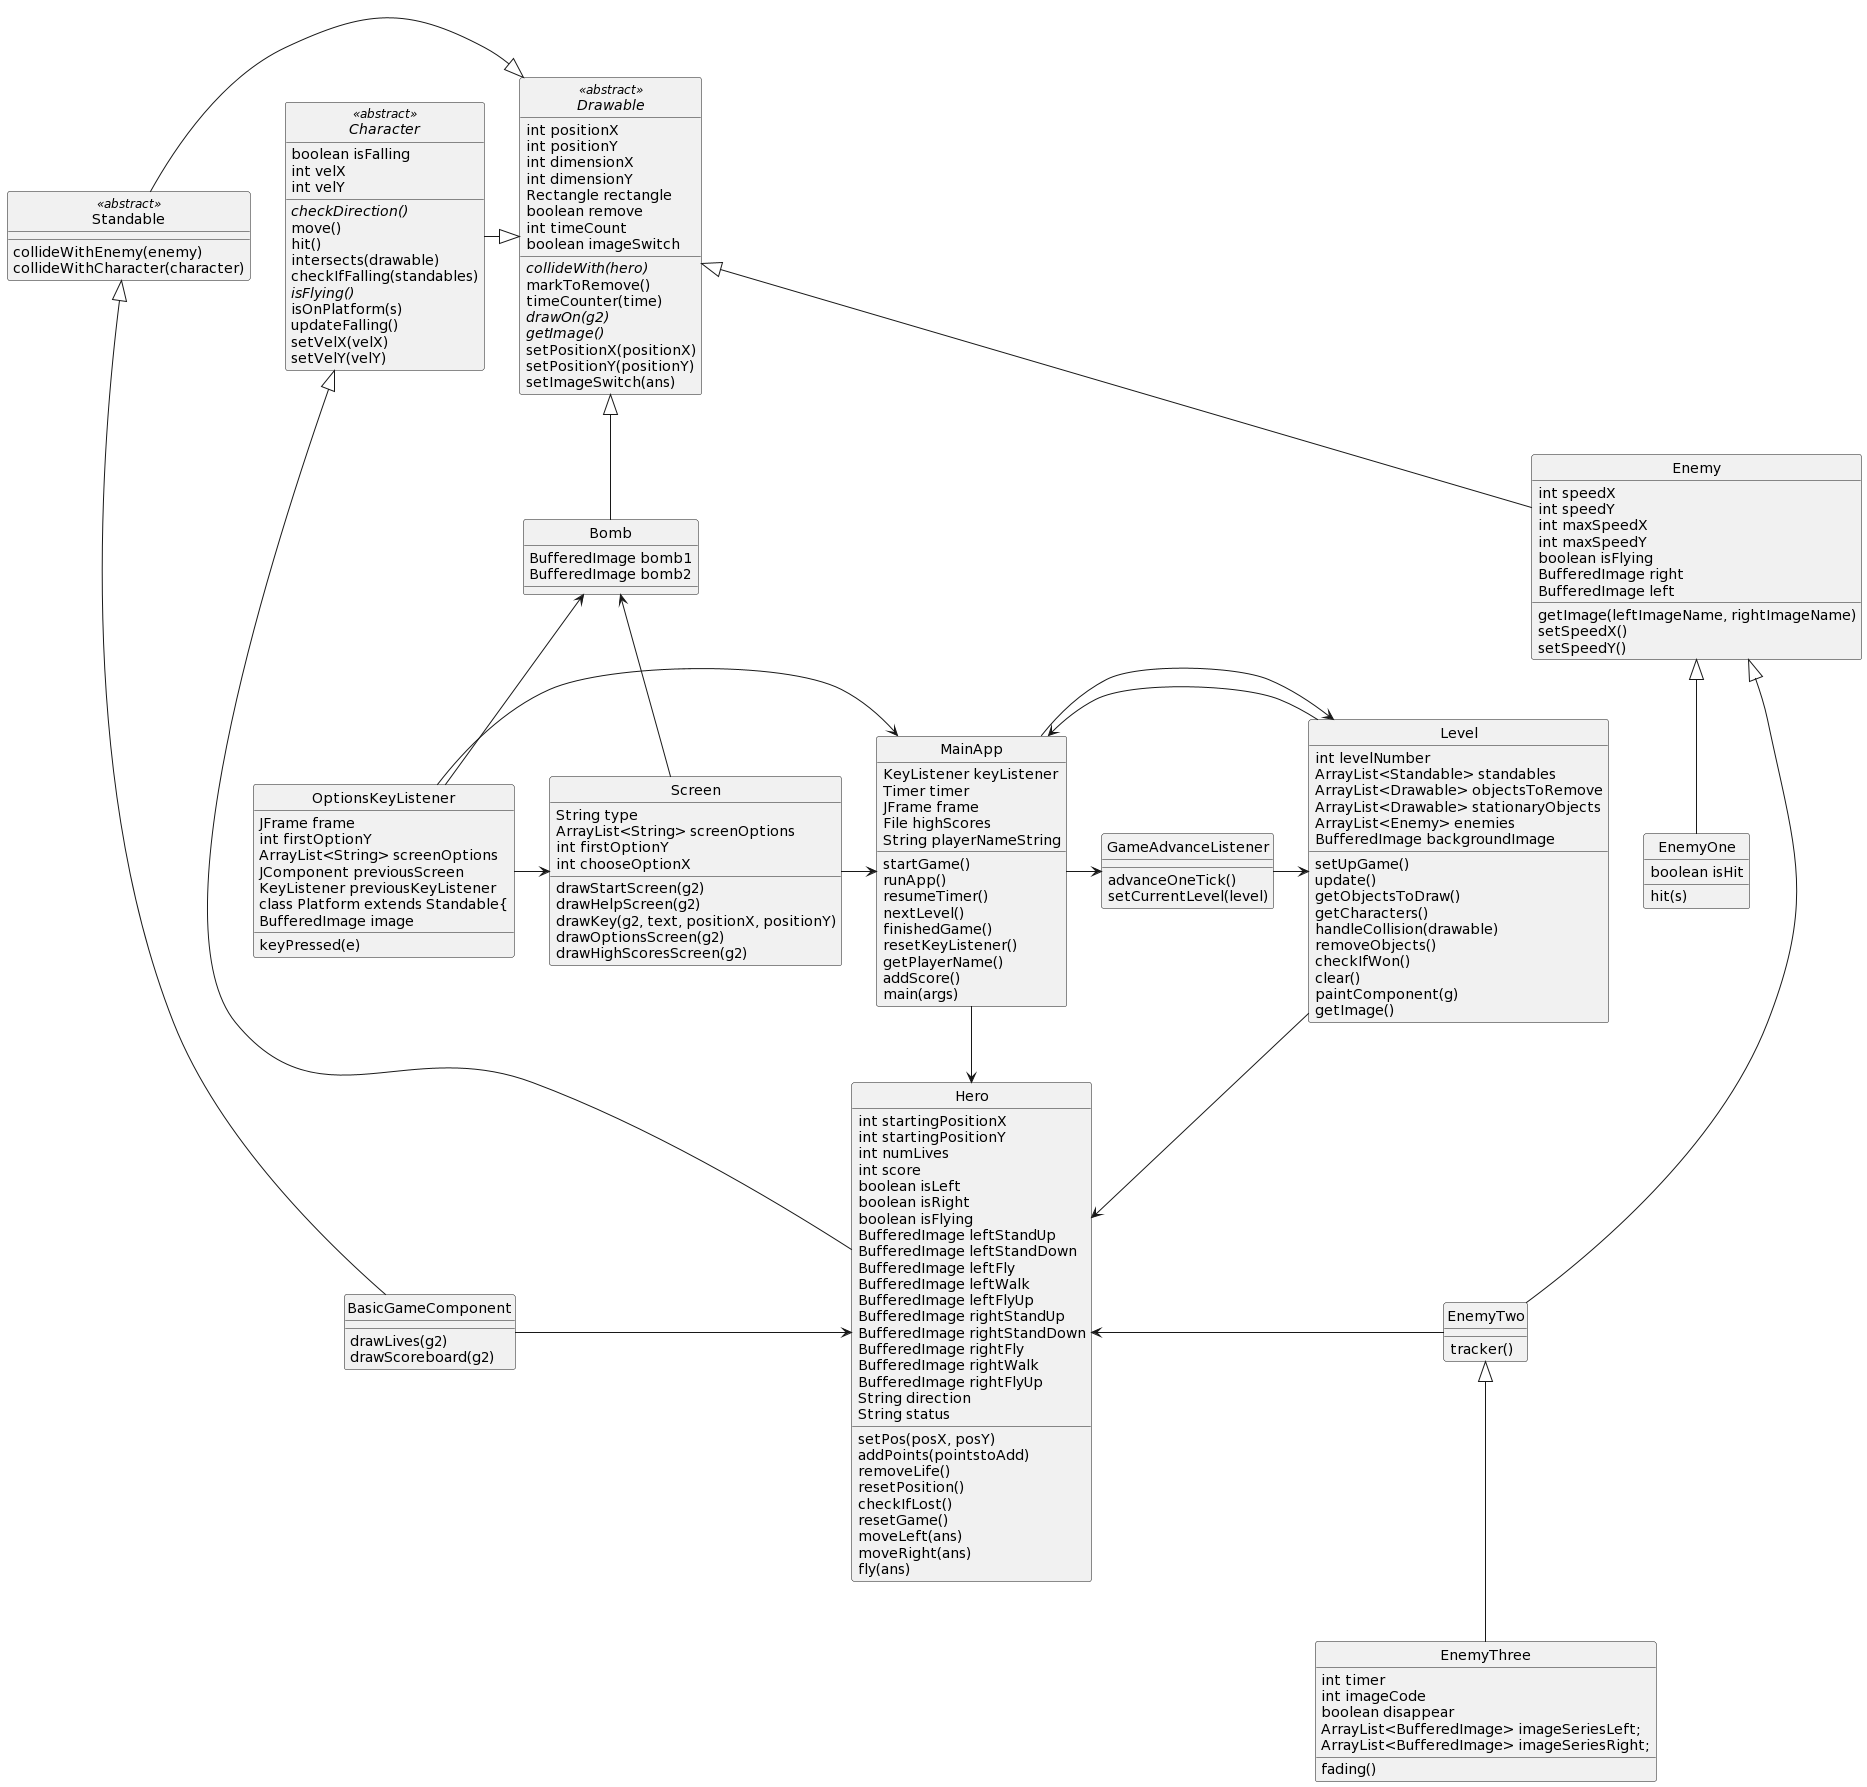 «abstract»
Drawable
int positionX
int positionY
int dimensionX
int dimensionY
Rectangle rectangle
boolean remove
int timeCount
boolean imageSwitch
collideWith(hero)
markToRemove()
timeCounter(time)
drawOn(g2)
getImage()
setPositionX(positionX)
setPositionY(positionY)
setImageSwitch(ans)
«abstract»
Character
boolean isFalling
int velX
int velY
checkDirection()
move()
hit()
intersects(drawable)
checkIfFalling(standables)
isFlying()
isOnPlatform(s)
updateFalling()
setVelX(velX)
setVelY(velY)
«abstract»
Standable
collideWithEnemy(enemy)
collideWithCharacter(character)
Enemy
int speedX
int speedY
int maxSpeedX
int maxSpeedY
boolean isFlying
BufferedImage right
BufferedImage left
getImage(leftImageName, rightImageName)
setSpeedX()
setSpeedY()
Bomb
BufferedImage bomb1
BufferedImage bomb2
OptionsKeyListener
JFrame frame
int firstOptionY
ArrayList<String> screenOptions
JComponent previousScreen
KeyListener previousKeyListener
class Platform extends Standable{
BufferedImage image
keyPressed(e)
Screen
String type
ArrayList<String> screenOptions
int firstOptionY
int chooseOptionX
drawStartScreen(g2)
drawHelpScreen(g2)
drawKey(g2, text, positionX, positionY)
drawOptionsScreen(g2)
drawHighScoresScreen(g2)
MainApp
KeyListener keyListener
Timer timer
JFrame frame
File highScores
String playerNameString
startGame()
runApp()
resumeTimer()
nextLevel()
finishedGame()
resetKeyListener()
getPlayerName()
addScore()
main(args)
GameAdvanceListener
advanceOneTick()
setCurrentLevel(level)
Level
int levelNumber
ArrayList<Standable> standables
ArrayList<Drawable> objectsToRemove
ArrayList<Drawable> stationaryObjects
ArrayList<Enemy> enemies
BufferedImage backgroundImage
setUpGame()
update()
getObjectsToDraw()
getCharacters()
handleCollision(drawable)
removeObjects()
checkIfWon()
clear()
paintComponent(g)
getImage()
EnemyOne
boolean isHit
hit(s)
Hero
int startingPositionX
int startingPositionY
int numLives
int score
boolean isLeft
boolean isRight
boolean isFlying
BufferedImage leftStandUp
BufferedImage leftStandDown
BufferedImage leftFly
BufferedImage leftWalk
BufferedImage leftFlyUp
BufferedImage rightStandUp
BufferedImage rightStandDown
BufferedImage rightFly
BufferedImage rightWalk
BufferedImage rightFlyUp
String direction
String status
setPos(posX, posY)
addPoints(pointstoAdd)
removeLife()
resetPosition()
checkIfLost()
resetGame()
moveLeft(ans)
moveRight(ans)
fly(ans)
BasicGameComponent
drawLives(g2)
drawScoreboard(g2)
EnemyTwo
tracker()
EnemyThree
int timer
int imageCode
boolean disappear
ArrayList<BufferedImage> imageSeriesLeft;
ArrayList<BufferedImage> imageSeriesRight;
fading()